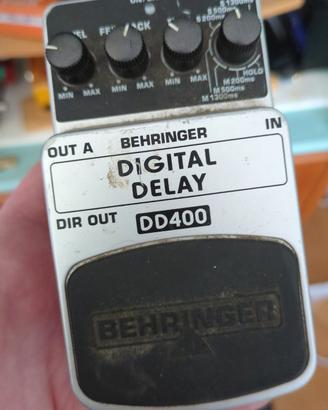 MIN MAX MIN MAX MIN MAX
HOLD
M 200ms
M 500ms
M 1300ms
OUT A BEHRINGER IN
DIGITAL
DELAY
DIR OUT DD400
BEHRINGER